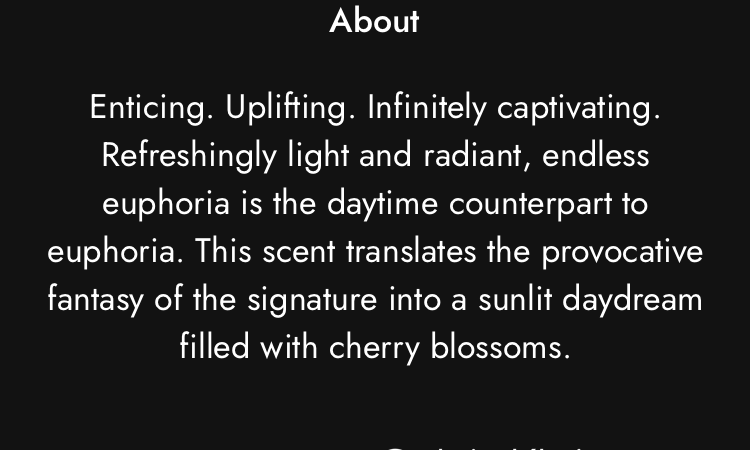 About
Enticing. Uplifting. Infinitely captivating.
Refreshingly light and radiant, endless
euphoria is the daytime counterpart to
euphoria. This scent translates the provocative
fantasy of the signature into a sunlit daydream
filled with cherry blossoms.